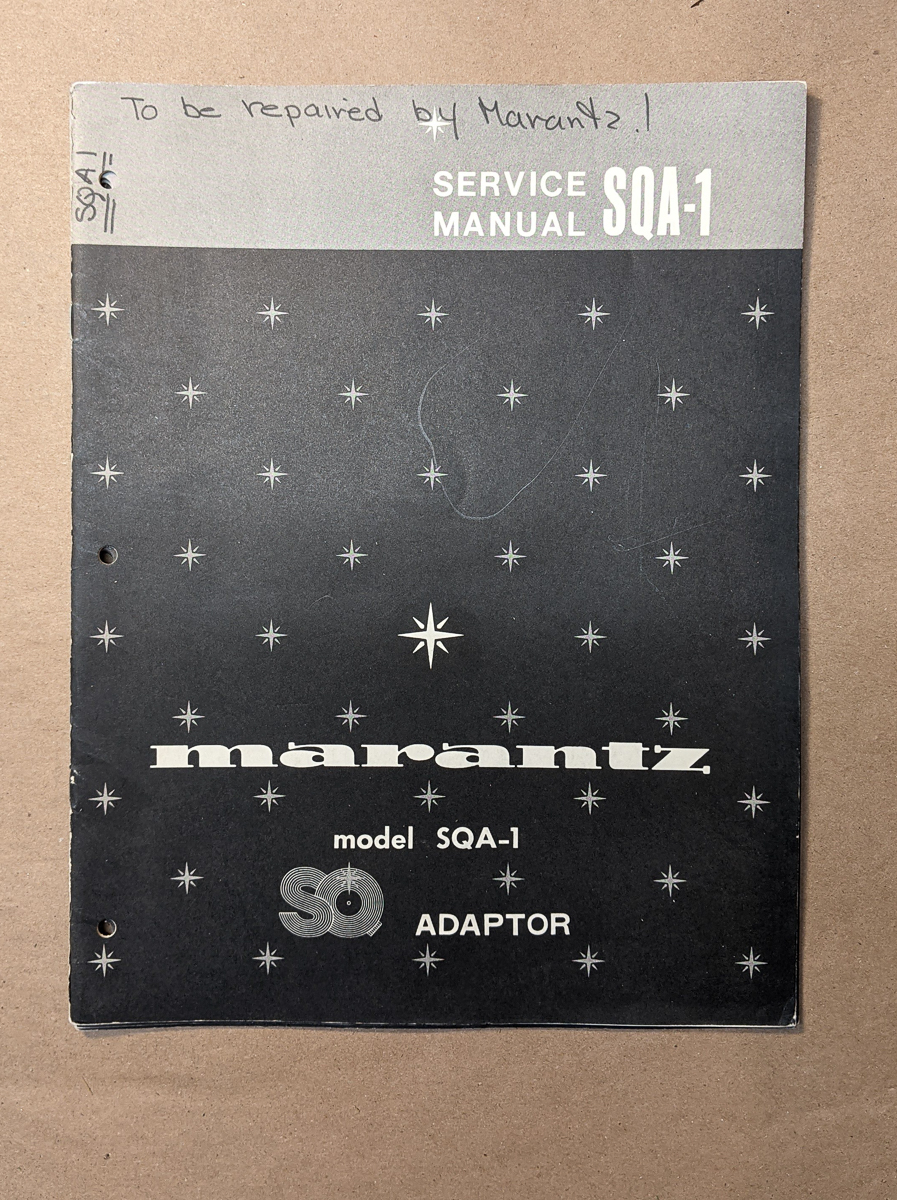 To be repaired by Marantz.!
SQA1
SERVICE
MANUAL SQA-1
marantz
model SQA-1
SQ ADAPTOR